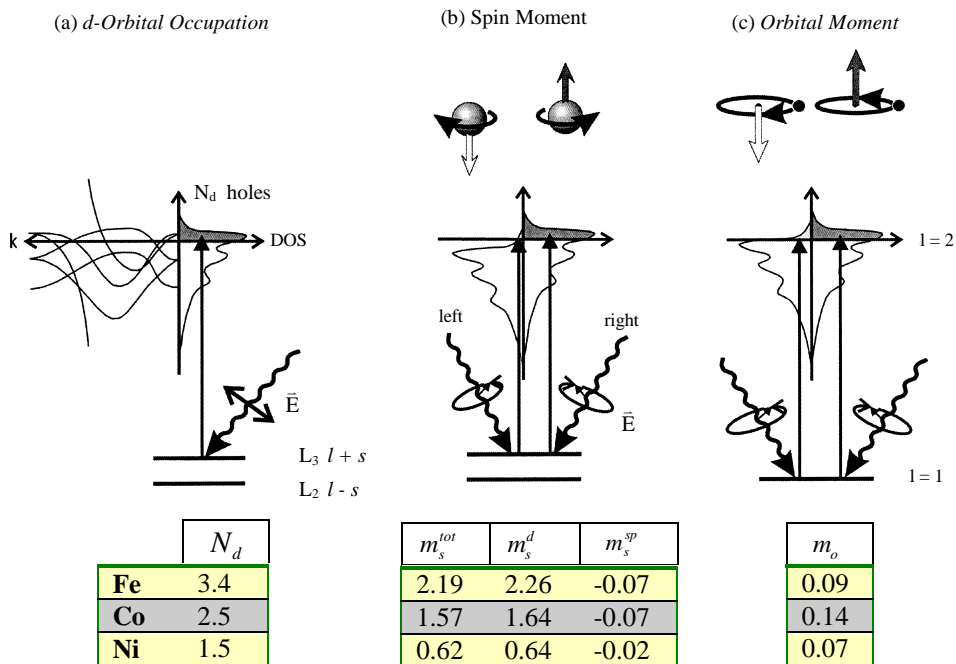 (a) d-Orbital Occupation
(b) Spin Moment
(c) Orbital Moment
N_d holes
k
DOS
l = 2
left
right
E⃗
E⃗
L₃ l + s
L₂ l - s
l = 1
N_d
Fe 3.4
Co 2.5
Ni 1.5
m_s^tot m_s^d m_s^sp
2.19 2.26 -0.07
1.57 1.64 -0.07
0.62 0.64 -0.02
m_o
0.09
0.14
0.07